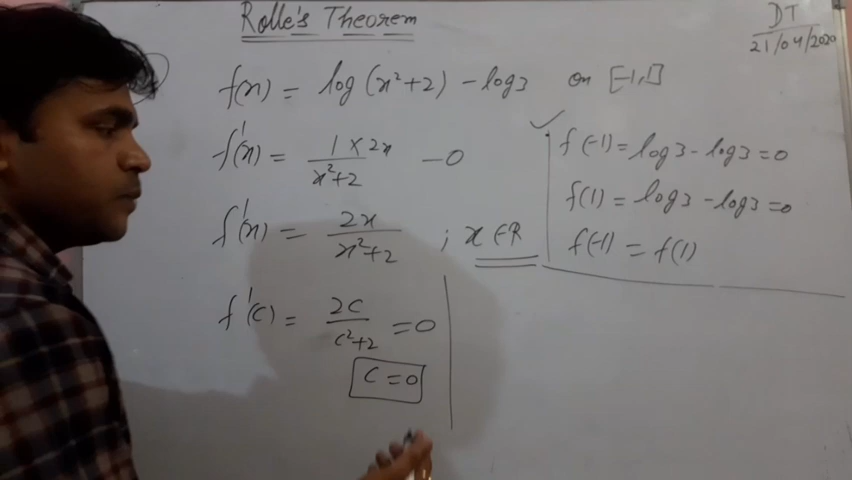 Rolle's Theorem
DT
21/04/2020
f(x) = log (x²+2) - log3 on [-1,1]
f'(x) = 1 × 2x / x²+2 - 0
f'(x) = 2x / x²+2 ; x ∈ R
f'(c) = 2c / c²+2 = 0
c = 0
✓ f(-1) = log3 - log3 = 0
f(1) = log3 - log3 = 0
f(-1) = f(1)